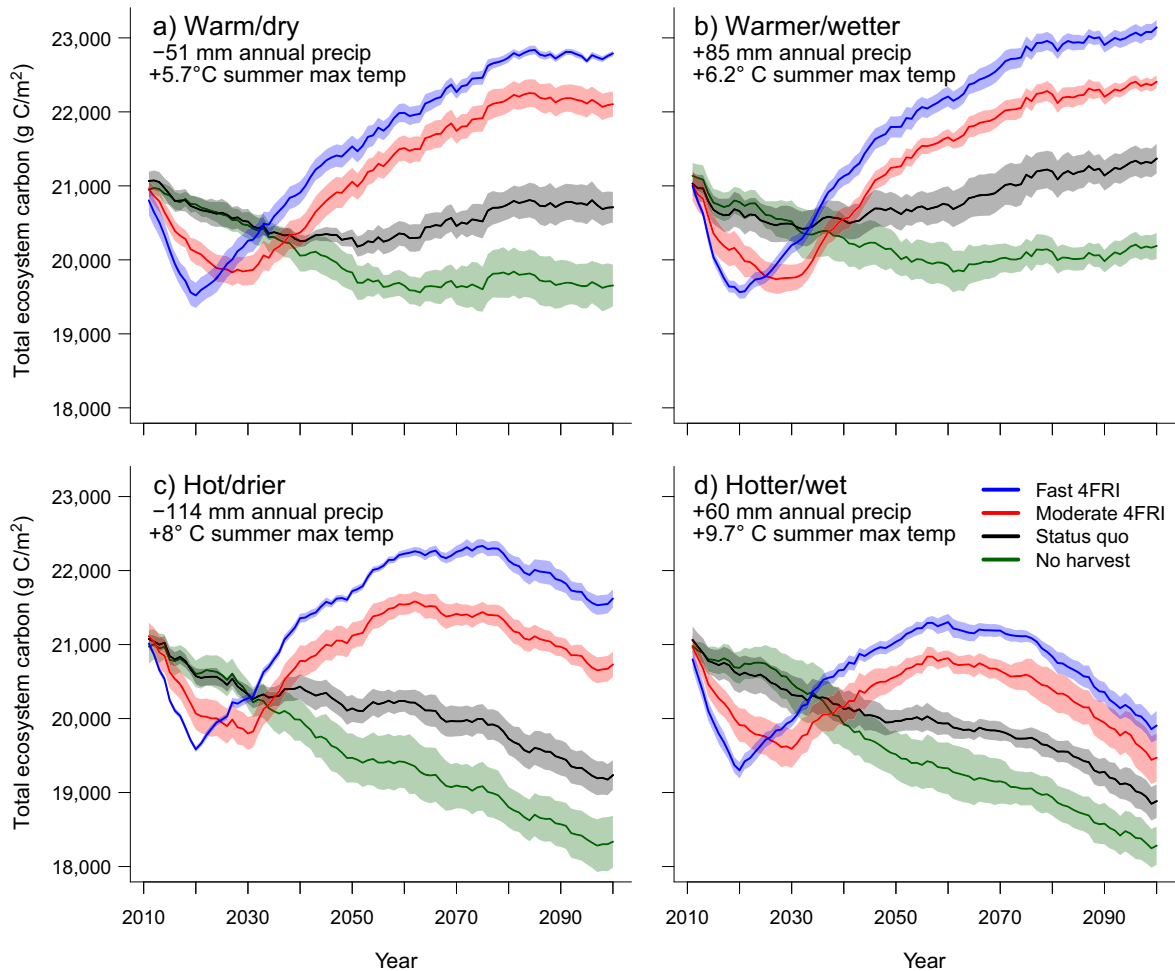 a) Warm/dry
−51 mm annual precip
+5.7°C summer max temp
b) Warmer/wetter
+85 mm annual precip
+6.2° C summer max temp
Total ecosystem carbon (g C/m²)
23,000
22,000
21,000
20,000
19,000
18,000
c) Hot/drier
−114 mm annual precip
+8° C summer max temp
d) Hotter/wet
+60 mm annual precip
+9.7° C summer max temp
Fast 4FRI
Moderate 4FRI
Status quo
No harvest
Total ecosystem carbon (g C/m²)
23,000
22,000
21,000
20,000
19,000
18,000
2010 2030 2050 2070 2090
2010 2030 2050 2070 2090
Year
Year